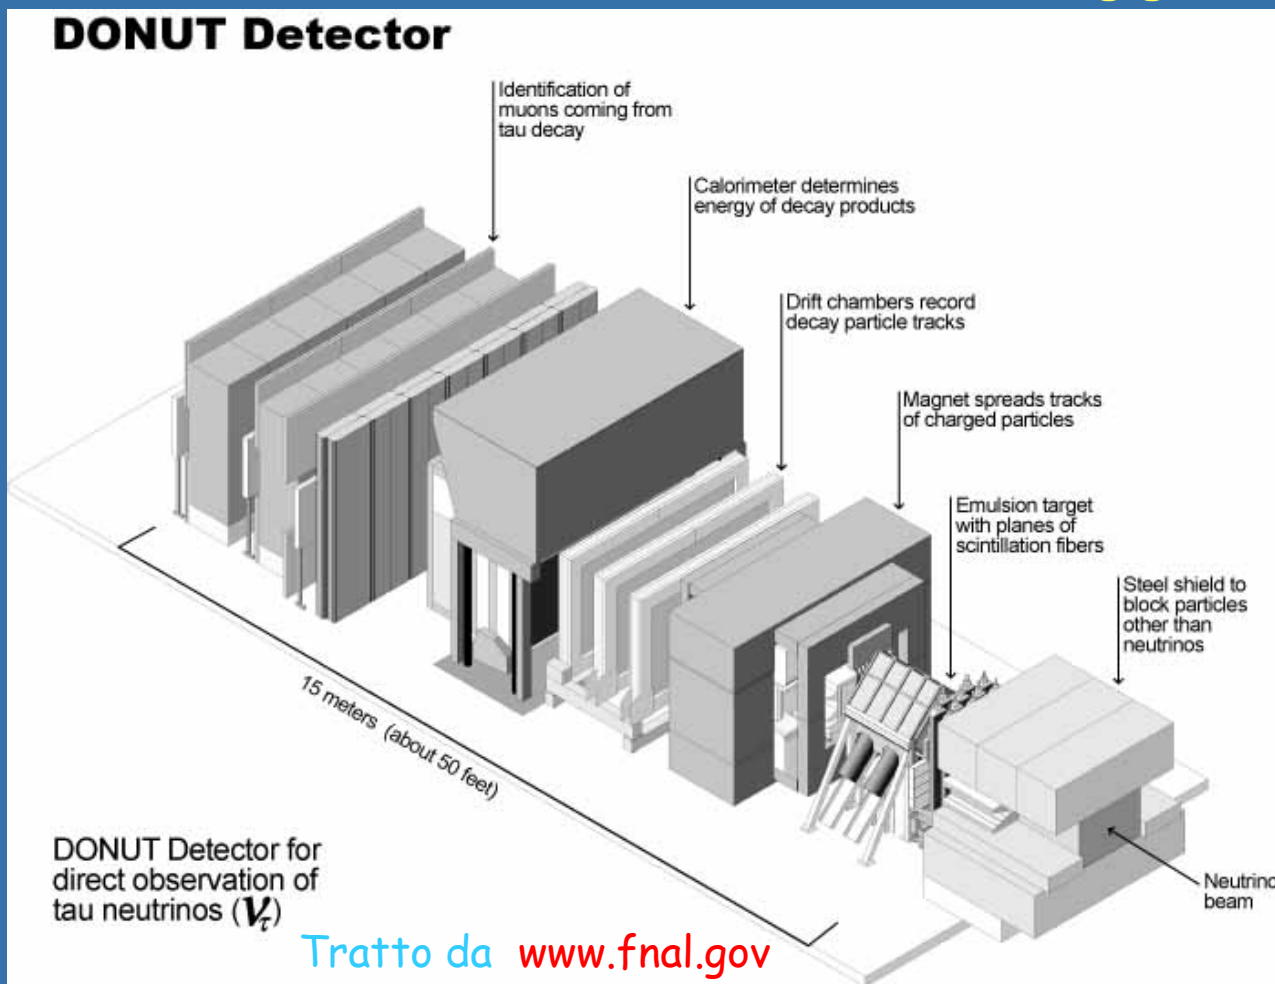 DONUT Detector
Identification of
muons coming from
tau decay
Calorimeter determines
energy of decay products
Drift chambers record
decay particle tracks
Magnet spreads tracks
of charged particles
Emulsion target
with planes of
scintillation fibers
Steel shield to
block particles
other than
neutrinos
15 meters (about 50 feet)
Neutrino
beam
DONUT Detector for
direct observation of
tau neutrinos (ντ)
Tratto da www.fnal.gov